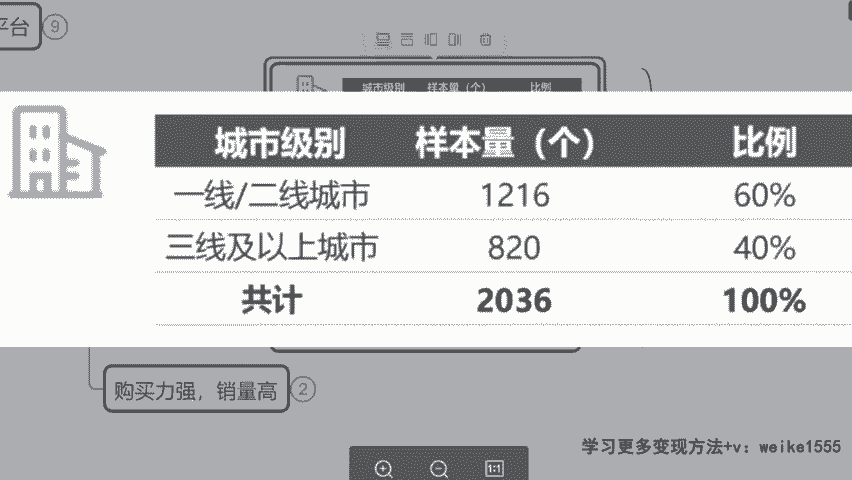 平台 9
城市级别 样本量（个） 比例
城市级别 样本量（个） 比例
一线/二线城市 1216 60%
三线及以上城市 820 40%
共计 2036 100%
购买力强，销量高 2
学习更多变现方法+v：weike1555
1:1